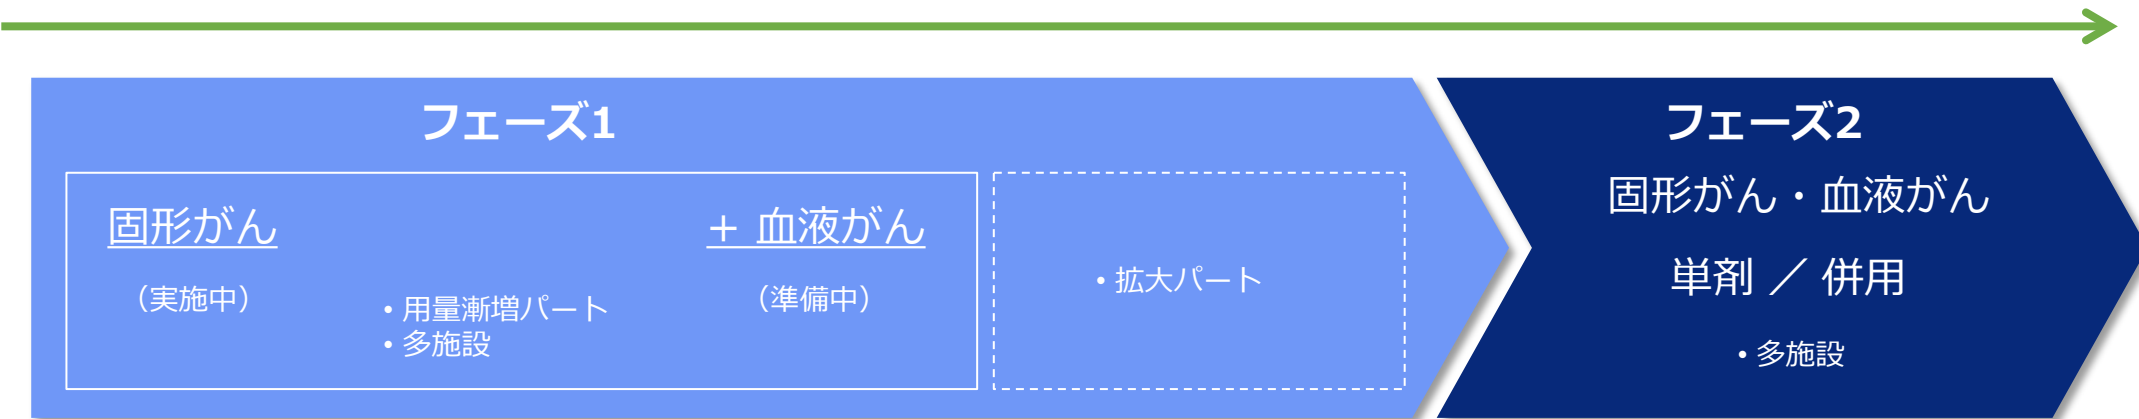 フェーズ1
固形がん
(実施中)
• 用量漸増パート
• 多施設
+ 血液がん
(準備中)
• 拡大パート
フェーズ2
固形がん・血液がん
単剤 ／ 併用
• 多施設